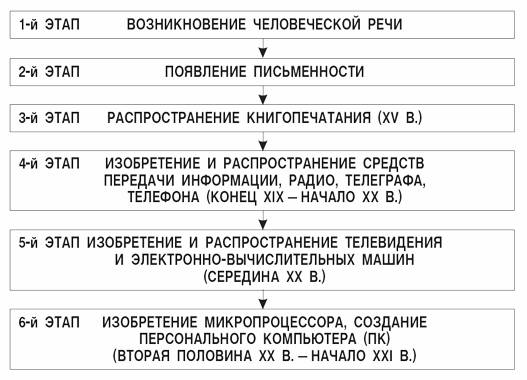 1-й ЭТАП ВОЗНИКНОВЕНИЕ ЧЕЛОВЕЧЕСКОЙ РЕЧИ
2-й ЭТАП ПОЯВЛЕНИЕ ПИСЬМЕННОСТИ
3-й ЭТАП РАСПРОСТРАНЕНИЕ КНИГОПЕЧАТАНИЯ (XV В.)
4-й ЭТАП ИЗОБРЕТЕНИЕ И РАСПРОСТРАНЕНИЕ СРЕДСТВ
ПЕРЕДАЧИ ИНФОРМАЦИИ, РАДИО, ТЕЛЕГРАФА,
ТЕЛЕФОНА (КОНЕЦ XIX – НАЧАЛО XX В.)
5-й ЭТАП ИЗОБРЕТЕНИЕ И РАСПРОСТРАНЕНИЕ ТЕЛЕВИДЕНИЯ
И ЭЛЕКТРОННО-ВЫЧИСЛИТЕЛЬНЫХ МАШИН
(СЕРЕДИНА XX В.)
6-й ЭТАП ИЗОБРЕТЕНИЕ МИКРОПРОЦЕССОРА, СОЗДАНИЕ
ПЕРСОНАЛЬНОГО КОМПЬЮТЕРА (ПК)
(ВТОРАЯ ПОЛОВИНА XX В. – НАЧАЛО XXI В.)